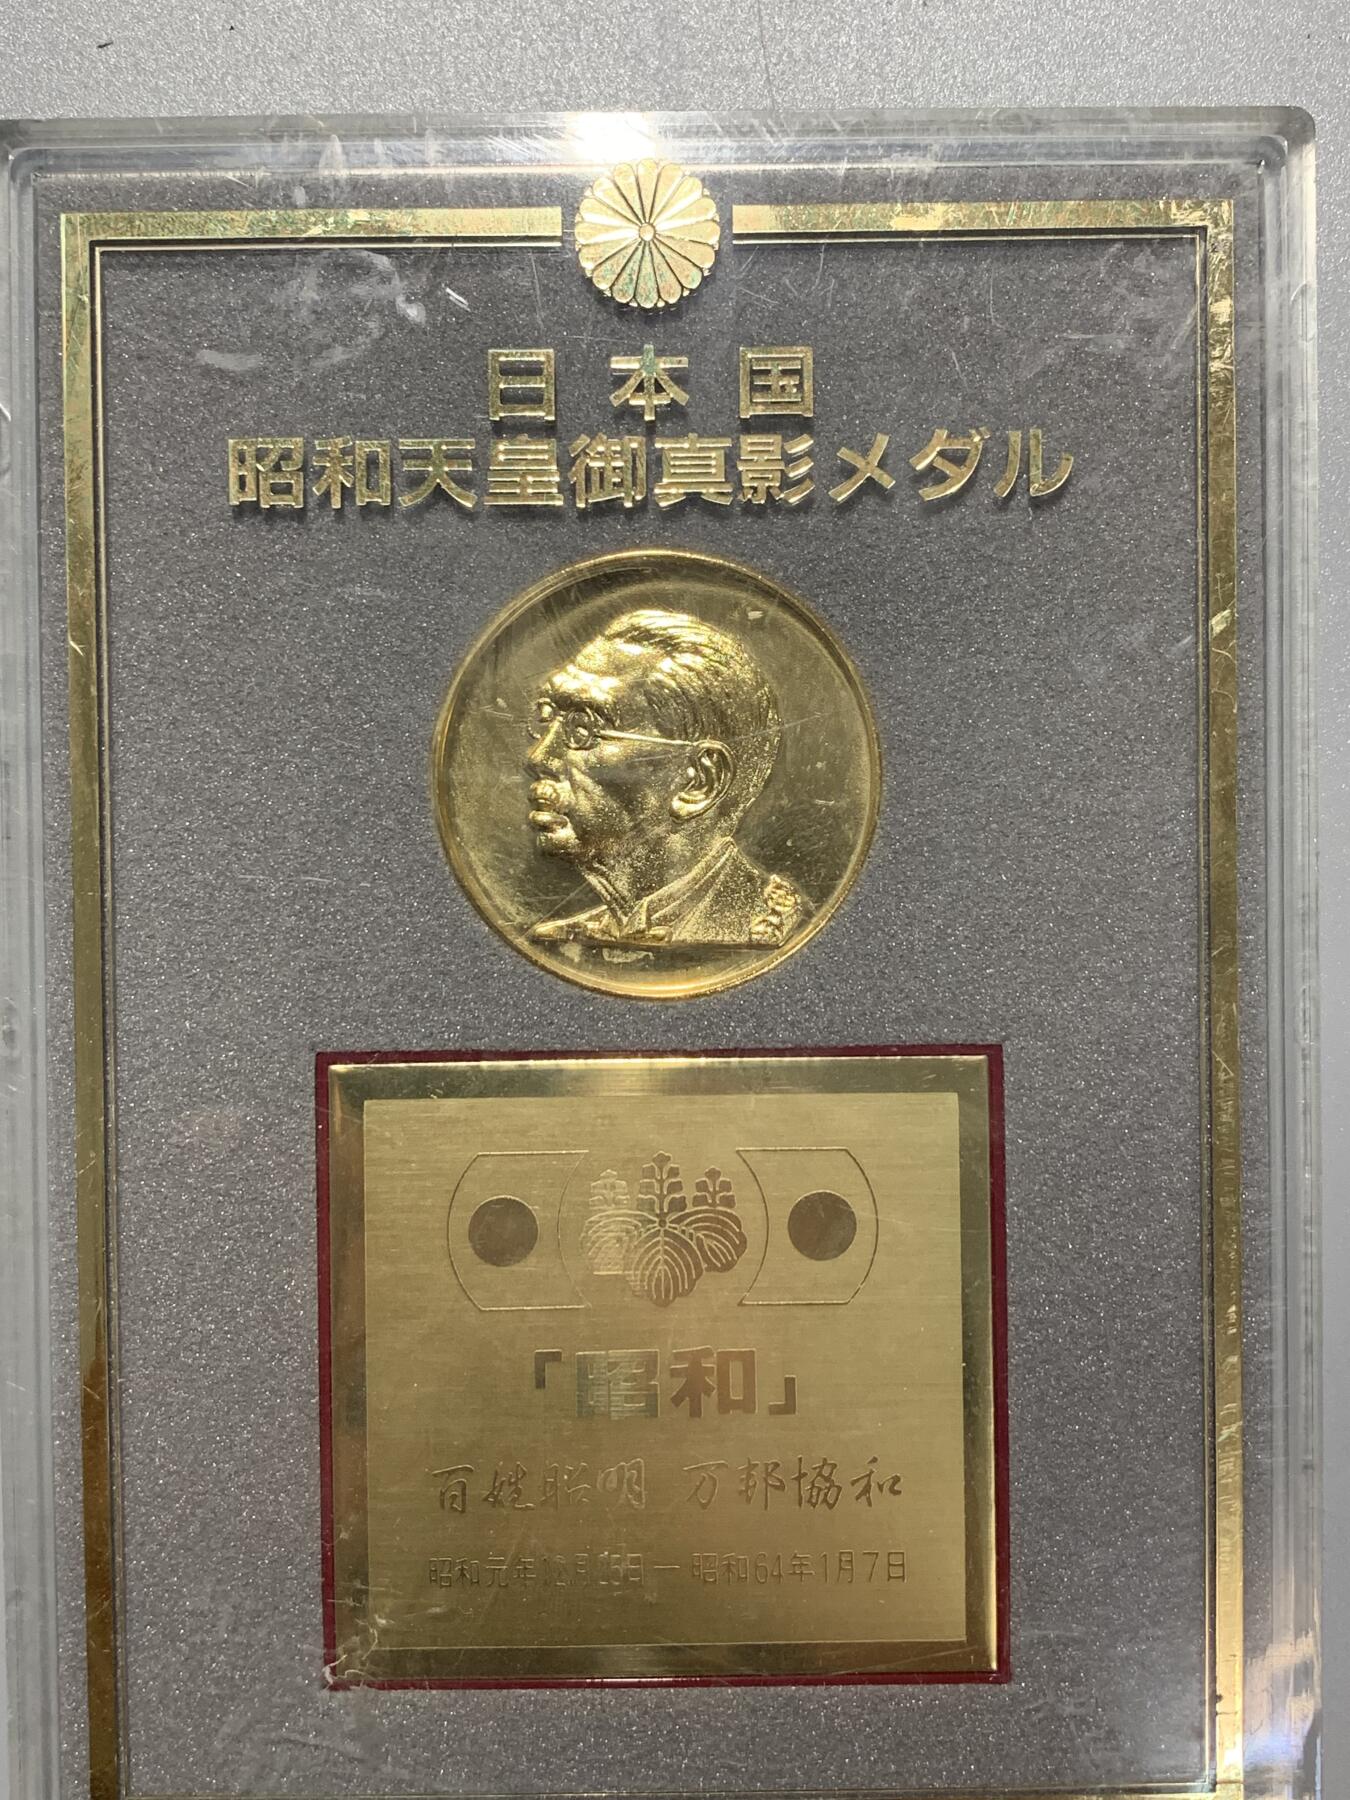 日本国
昭和天皇御真影メダル
「昭和」
百姓昭明 万邦協和
昭和元年12月25日ー昭和64年1月7日